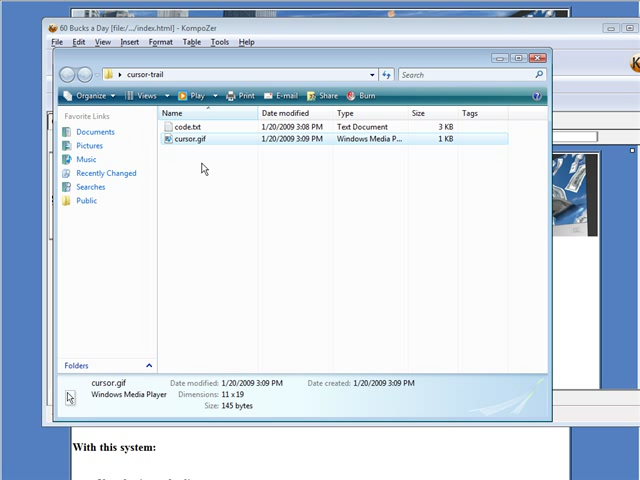 60 Bucks a Day [file:/.../index.html] - KompoZer
File Edit View Insert Format Table Tools Help
cursor-trail
Search
Organize Views Play Print E-mail Share Burn
Favorite Links
Documents
Pictures
Music
Recently Changed
Searches
Public
Folders
Name Date modified Type Size Tags
code.txt 1/20/2009 3:08 PM Text Document 3 KB
cursor.gif 1/20/2009 3:09 PM Windows Media P... 1 KB
cursor.gif Date modified: 1/20/2009 3:09 PM Date created: 1/20/2009 3:09 PM
Windows Media Player Dimensions: 11 x 19
Size: 145 bytes
With this system: